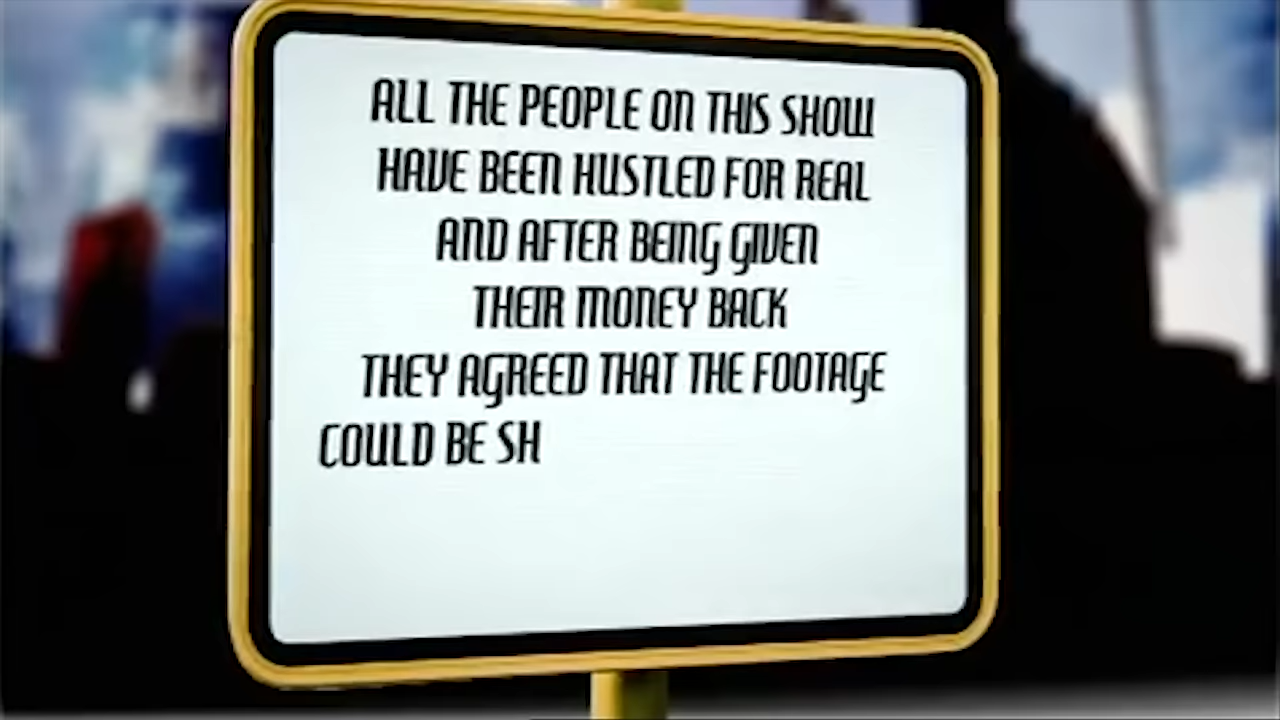 ALL THE PEOPLE ON THIS SHOW
HAVE BEEN HUSTLED FOR REAL
AND AFTER BEING GIVEN
THEIR MONEY BACK
THEY AGREED THAT THE FOOTAGE
COULD BE SH